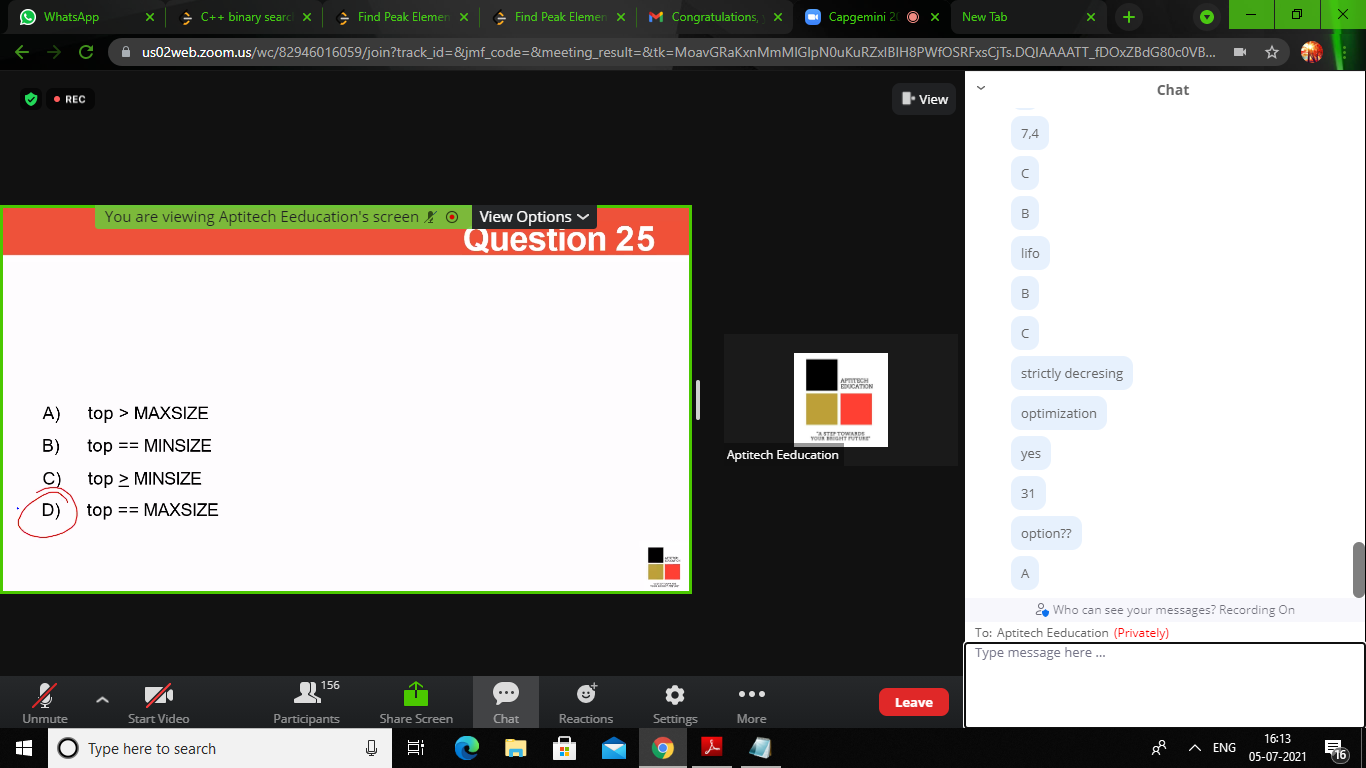 WhatsApp
C++ binary searc
Find Peak Elemen
Find Peak Elemen
Congratulations,
Capgemini 20
New Tab
us02web.zoom.us/wc/82946016059/join?track_id=&jmf_code=&meeting_result=&tk=MoavGRaKxnMmMIGIpN0uKuRZxIBIH8PWfOSRFxsCjTs.DQIAAAATT_fDOxZBdG80c0VB...
REC
View
You are viewing Aptitech Eeducation's screen
View Options
Question 25
A) top > MAXSIZE
B) top == MINSIZE
C) top ≥ MINSIZE
D) top == MAXSIZE
APTITECH
EDUCATION
"A STEP TOWARDS
YOUR BRIGHT FUTURE"
Aptitech Eeducation
Chat
7,4
C
B
lifo
B
C
strictly decresing
optimization
yes
31
option??
A
Who can see your messages? Recording On
To: Aptitech Eeducation (Privately)
Type message here ...
Unmute
Start Video
156
Participants
Share Screen
Chat
Reactions
Settings
More
Leave
Type here to search
ENG
16:13
05-07-2021
16